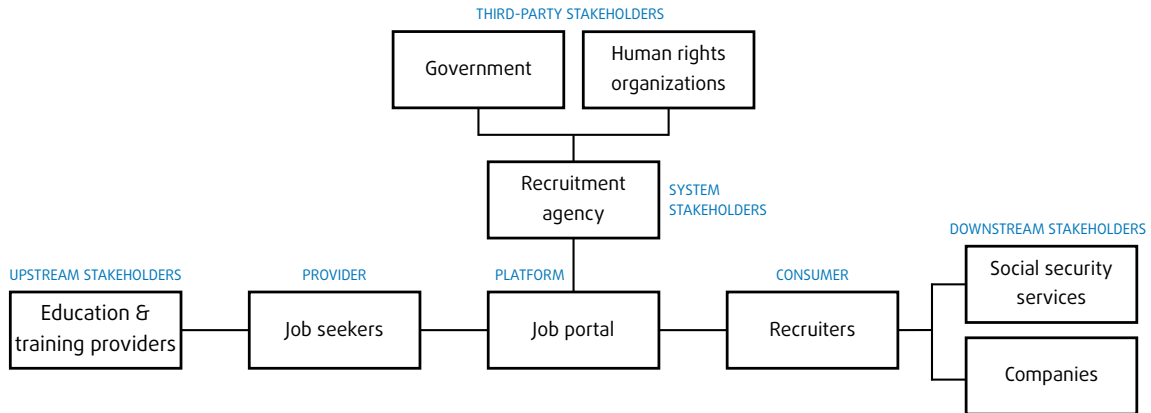 THIRD-PARTY STAKEHOLDERS
Government
Human rights
organizations
Recruitment
agency
SYSTEM
STAKEHOLDERS
DOWNSTREAM STAKEHOLDERS
UPSTREAM STAKEHOLDERS
PROVIDER
PLATFORM
CONSUMER
Social security
services
Education &
training providers
Job seekers
Job portal
Recruiters
Companies